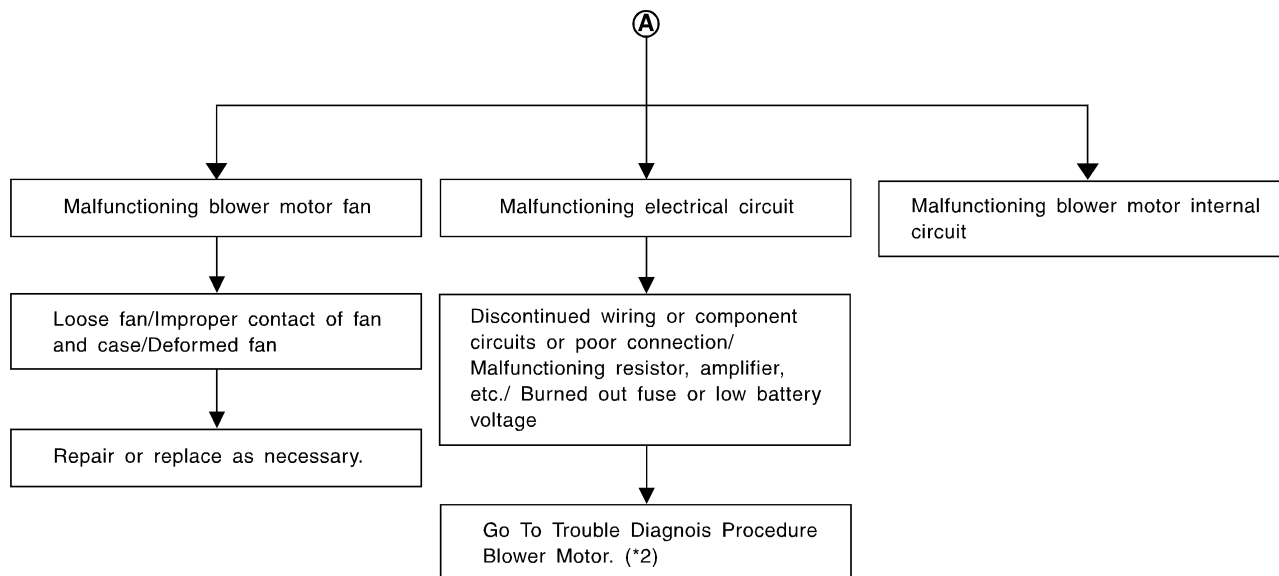 A
Malfunctioning blower motor fan
Malfunctioning electrical circuit
Malfunctioning blower motor internal
circuit
Loose fan/Improper contact of fan
and case/Deformed fan
Discontinued wiring or component
circuits or poor connection/
Malfunctioning resistor, amplifier,
etc./ Burned out fuse or low battery
voltage
Repair or replace as necessary.
Go To Trouble Diagnois Procedure
Blower Motor. (*2)